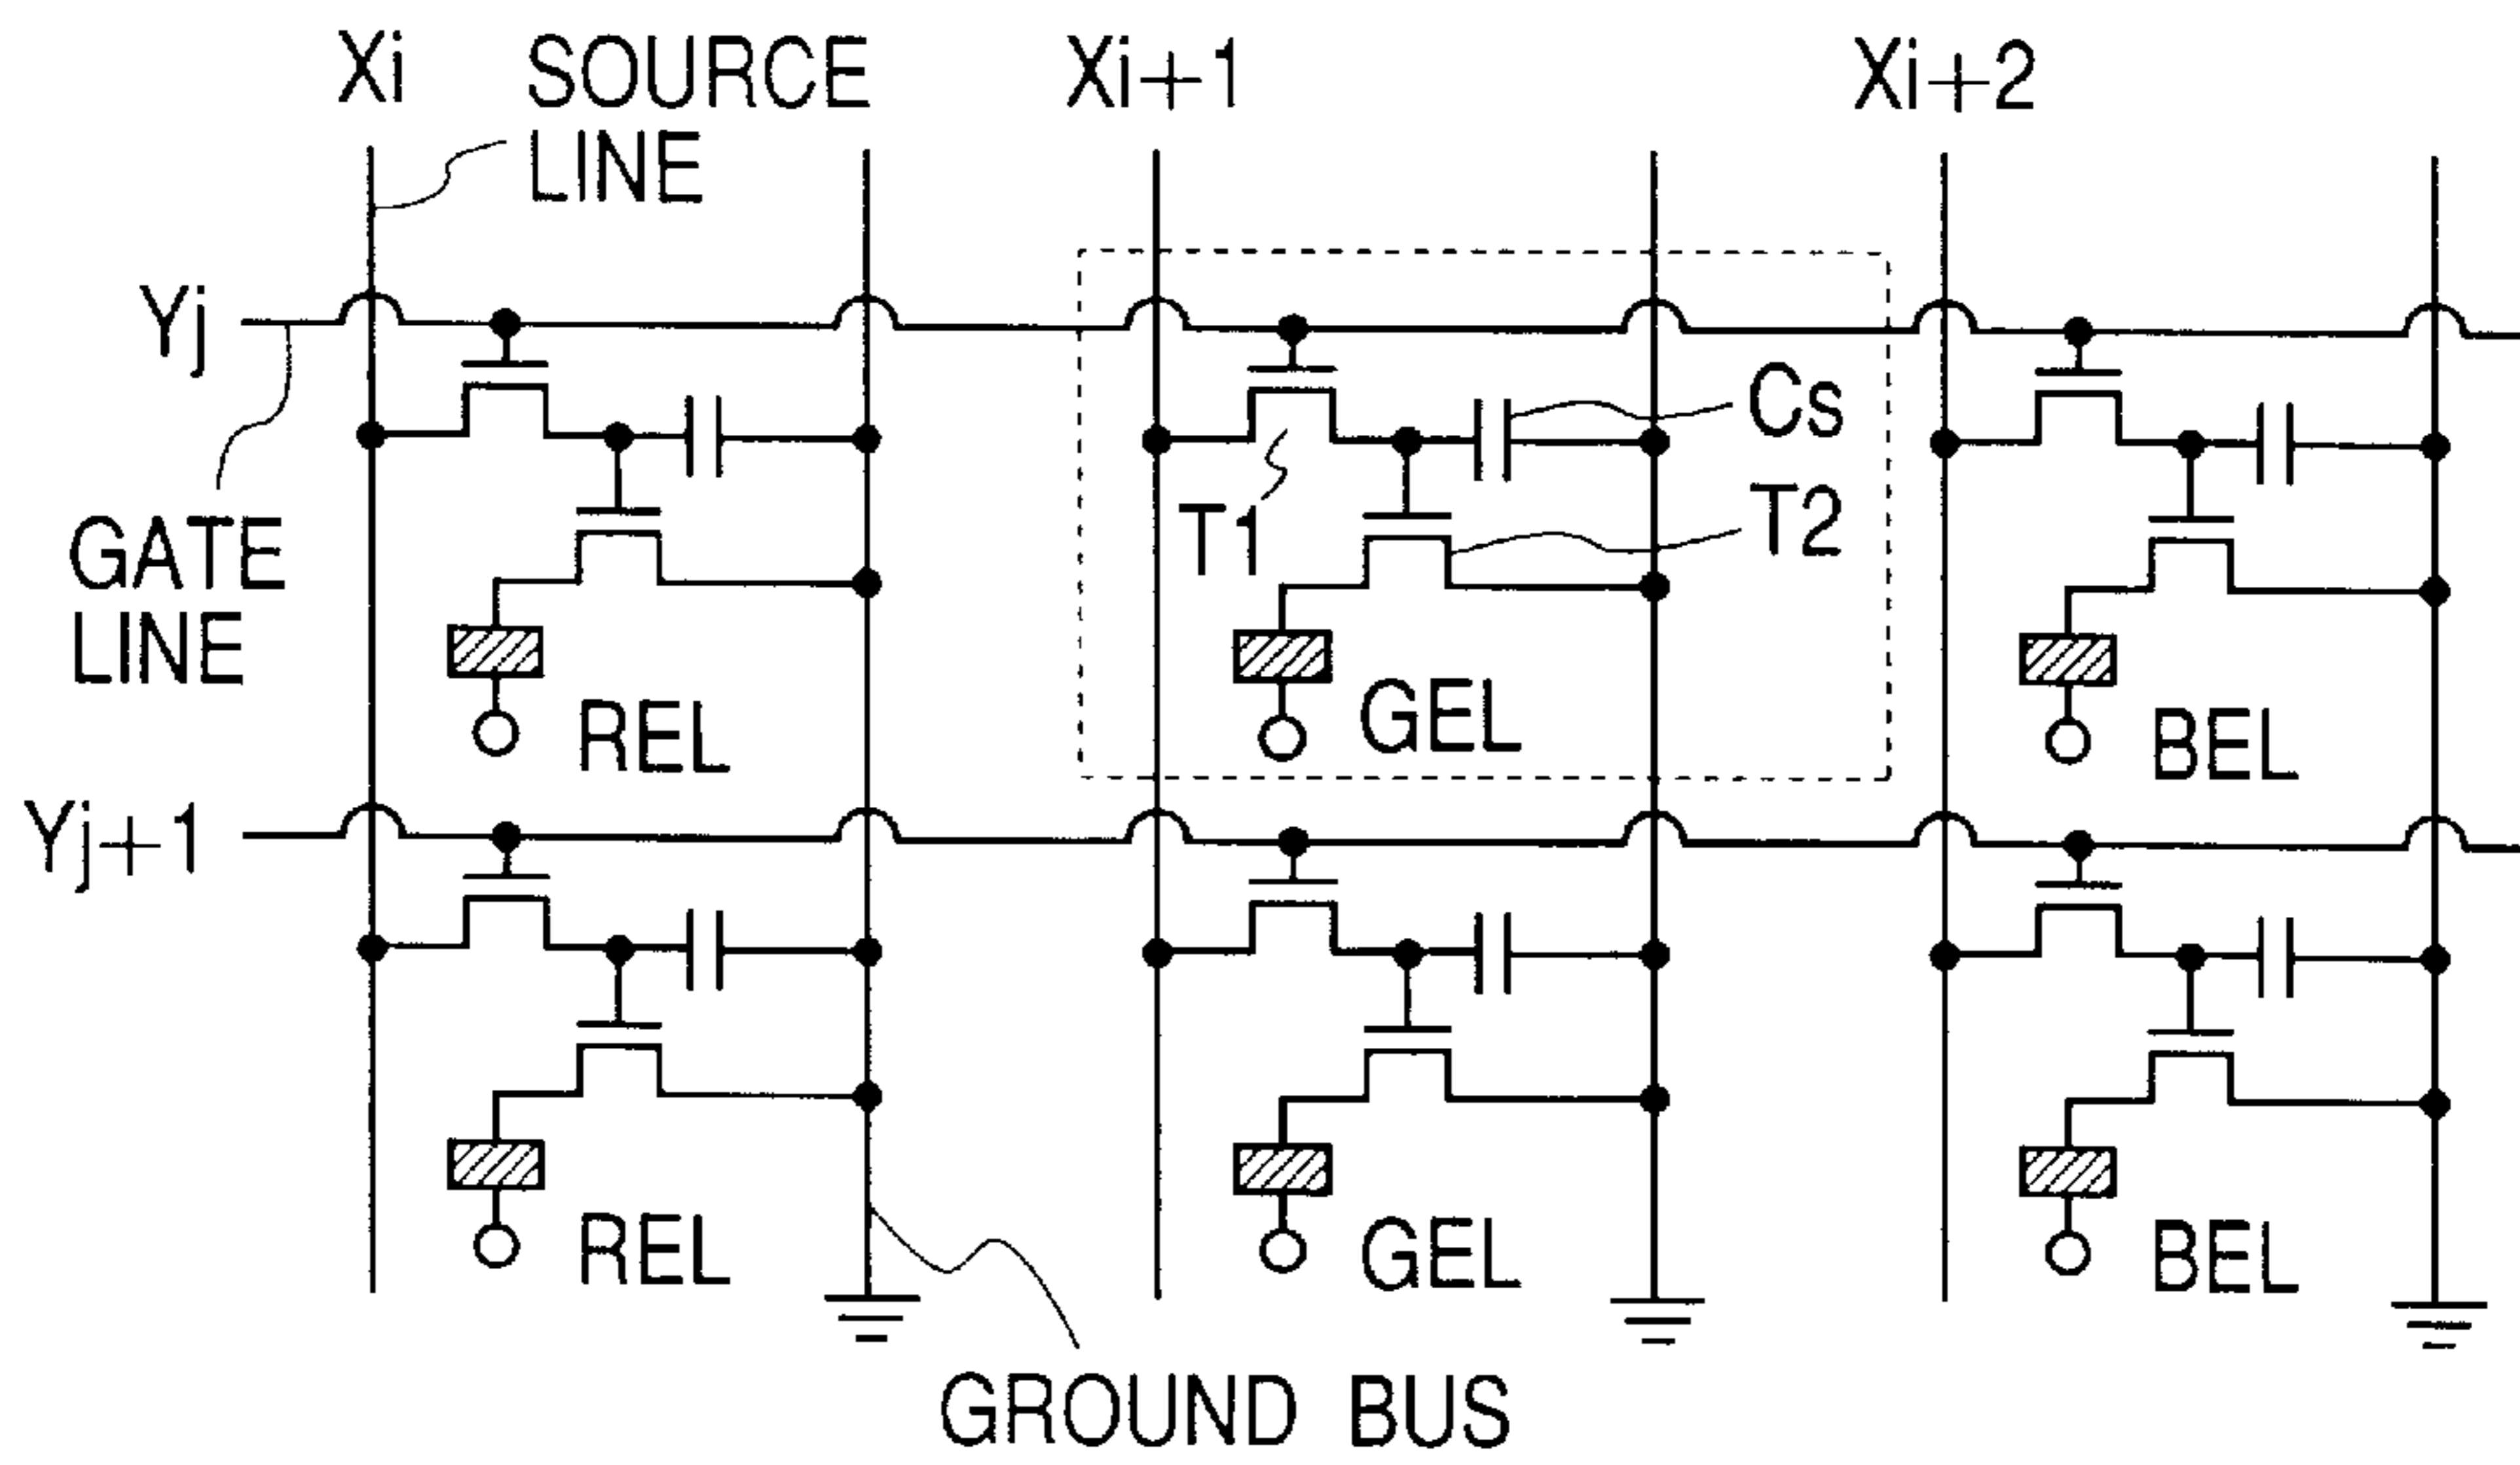 Xi
SOURCE
LINE
Xi+1
Xi+2
Yj
GATE
LINE
Cs
T1
T2
REL
GEL
BEL
Yj+1
REL
GEL
BEL
GROUND BUS